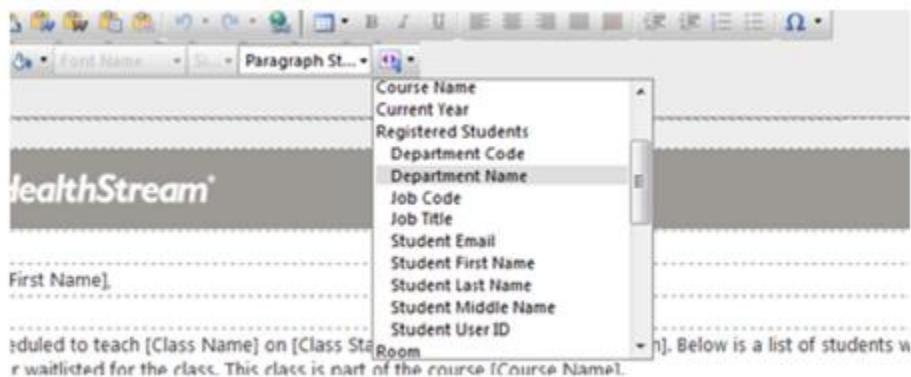 B I U Ω
Font Name Paragraph St...
Course Name
Current Year
Registered Students
Department Code
Department Name
Job Code
Job Title
Student Email
Student First Name
Student Last Name
Student Middle Name
Student User ID
Room
HealthStream
First Name],
eduled to teach [Class Name] on [Class Sta n]. Below is a list of students w
r waitlisted for the class. This class is part of the course [Course Name].